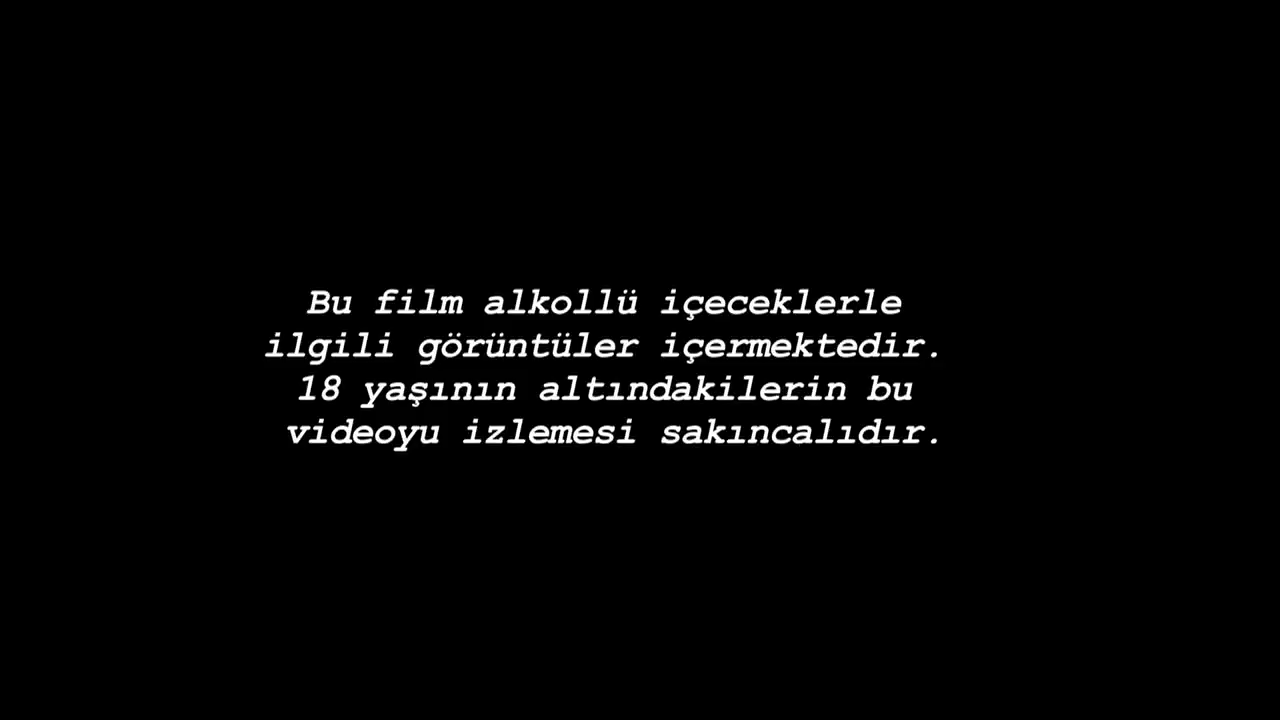 Bu film alkollü içeceklerle
ilgili görüntüler içermektedir.
18 yaşının altındakilerin bu
videoyu izlemesi sakıncalıdır.